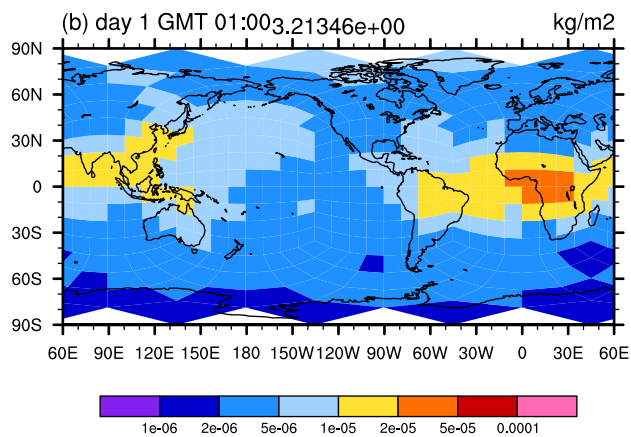 (b) day 1 GMT 01:00 3.21346e+00 kg/m2
90N
60N
30N
0
30S
60S
90S
60E 90E 120E 150E 180 150W 120W 90W 60W 30W 0 30E 60E
1e-06 2e-06 5e-06 1e-05 2e-05 5e-05 0.0001